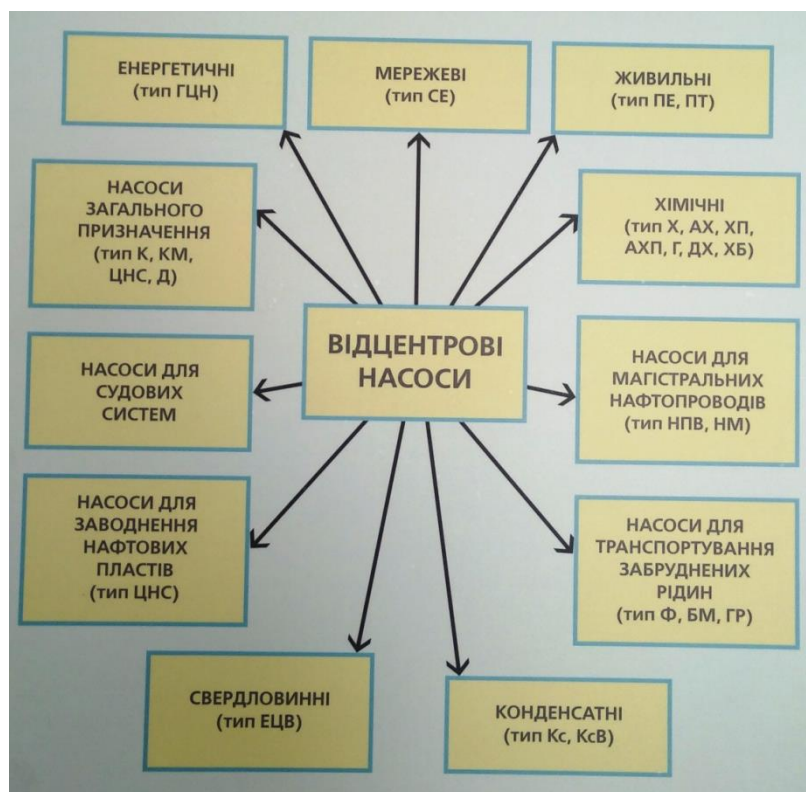 ЕНЕРГЕТИЧНІ
(тип ГЦН)
МЕРЕЖЕВІ
(тип СЕ)
ЖИВИЛЬНІ
(тип ПЕ, ПТ)
НАСОСИ
ЗАГАЛЬНОГО
ПРИЗНАЧЕННЯ
(тип К, КМ,
ЦНС, Д)
ХІМІЧНІ
(тип Х, АХ, ХП,
АХП, Г, ДХ, ХБ)
ВІДЦЕНТРОВІ
НАСОСИ
НАСОСИ ДЛЯ
СУДОВИХ
СИСТЕМ
НАСОСИ ДЛЯ
МАГІСТРАЛЬНИХ
НАФТОПРОВОДІВ
(тип НПВ, НМ)
НАСОСИ ДЛЯ
ЗАВОДНЕННЯ
НАФТОВИХ
ПЛАСТІВ
(тип ЦНС)
НАСОСИ ДЛЯ
ТРАНСПОРТУВАННЯ
ЗАБРУДНЕНИХ
РІДИН
(тип Ф, БМ, ГР)
СВЕРДЛОВИННІ
(тип ЕЦВ)
КОНДЕНСАТНІ
(тип Кс, КсВ)